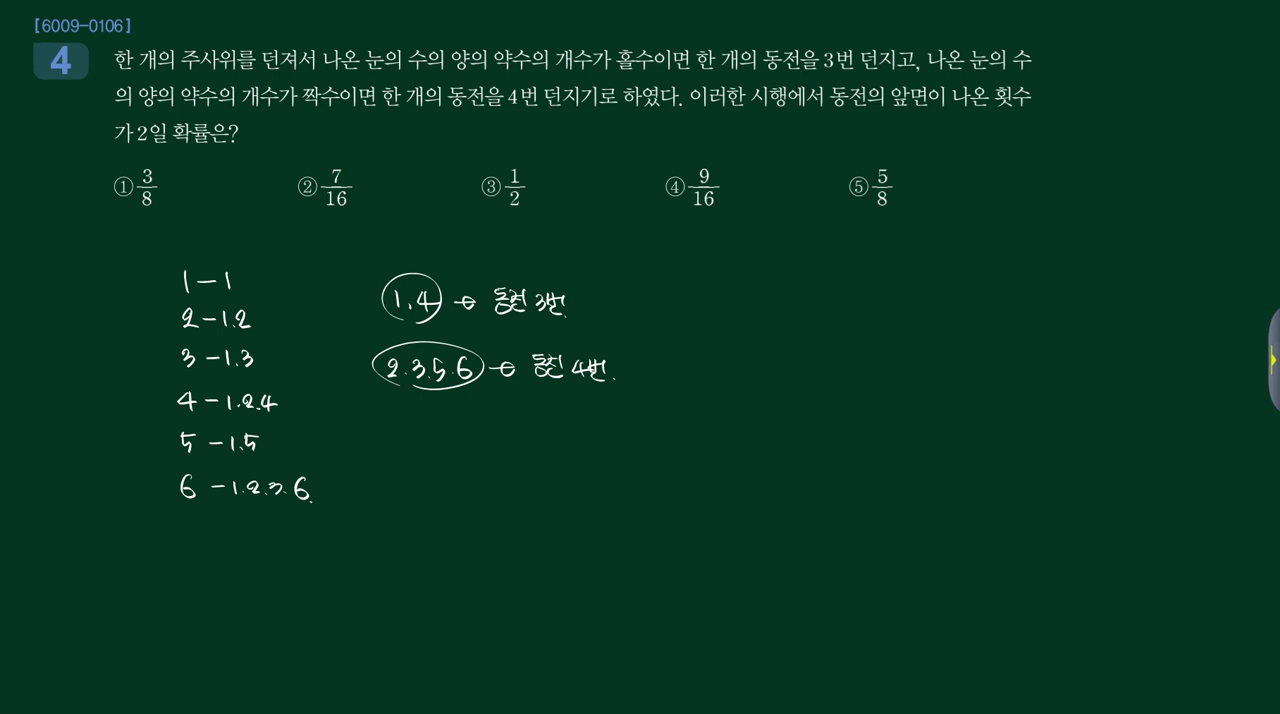 [6009-0106]
4 한 개의 주사위를 던져서 나온 눈의 수의 양의 약수의 개수가 홀수이면 한 개의 동전을 3번 던지고, 나온 눈의 수
의 양의 약수의 개수가 짝수이면 한 개의 동전을 4번 던지기로 하였다. 이러한 시행에서 동전의 앞면이 나온 횟수
가 2일 확률은?
① 3/8 ② 7/16 ③ 1/2 ④ 9/16 ⑤ 5/8
1 - 1
2 - 1.2
3 - 1.3
4 - 1.2.4
5 - 1.5
6 - 1.2.3.6.
1.4 → 동전 3번.
2.3.5.6 → 동전 4번.